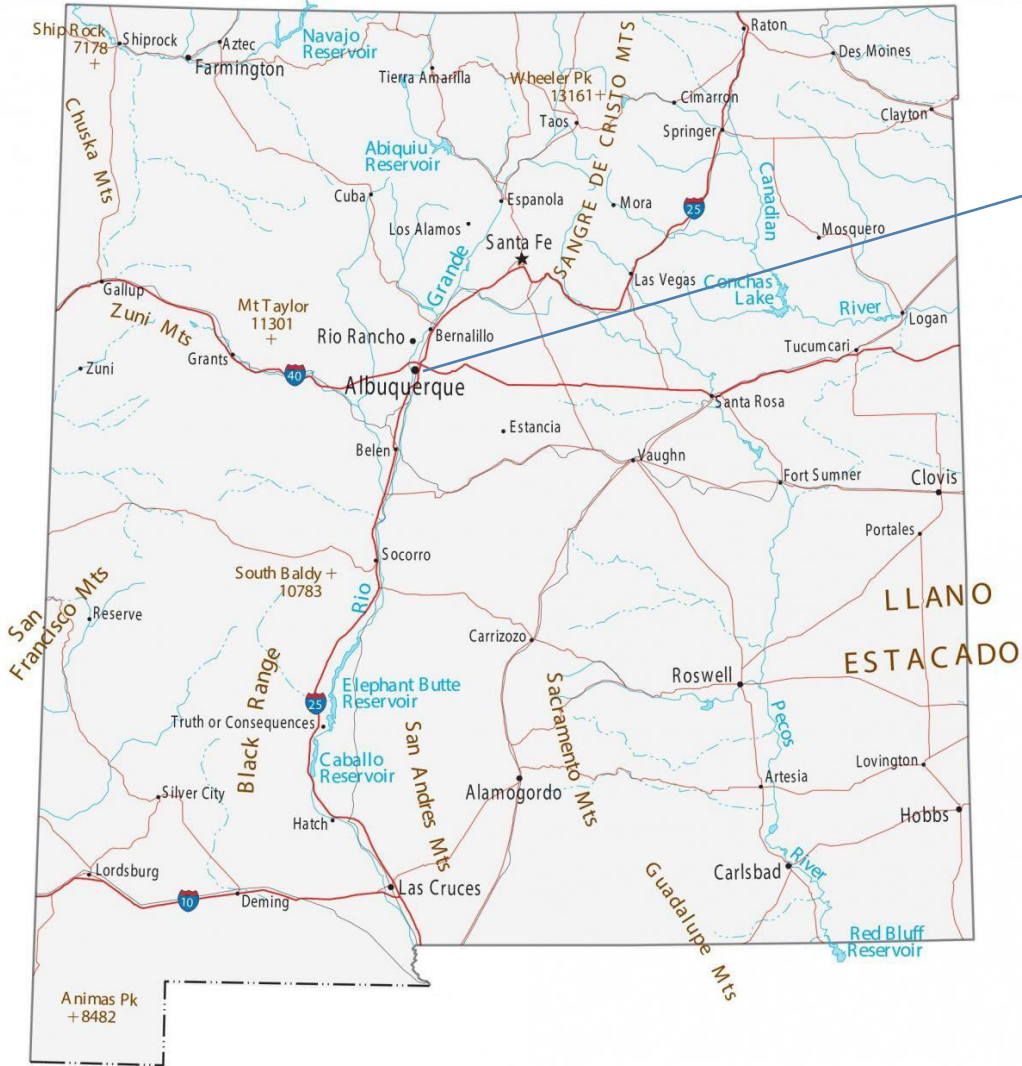 Raton
Ship Rock
7178
Shiprock
Aztec
Navajo
Reservoir
Des Moines
Farmington
Tierra Amarilla
Wheeler Pk
13161
SANGRE DE CRISTO MTS
Cimarron
Clayton
Chuska Mts
Taos
Springer
Abiquiu
Reservoir
Canadian
Cuba
Espanola
Mora
25
Los Alamos
Mosquero
Santa Fe
Grande
Las Vegas
Conchas
Lake
Gallup
Zuni Mts
Mt Taylor
11301
River
Logan
Rio Rancho
Bernalillo
Tucumcari
Grants
Zuni
40
Albuquerque
Santa Rosa
Estancia
Belen
Vaughn
Fort Sumner
Clovis
Portales
Socorro
South Baldy
10783
Rio
San
Francisco Mts
Reserve
LLANO
ESTACADO
Carrizozo
Black Range
Roswell
Elephant Butte
Reservoir
25
Sacramento Mts
Pecos
Truth or Consequences
San Andres Mts
Caballo
Reservoir
Lovington
Artesia
Alamogordo
Silver City
Hobbs
Hatch
Lordsburg
River
Carlsbad
Guadalupe Mts
Las Cruces
10
Deming
Red Bluff
Reservoir
Animas Pk
8482